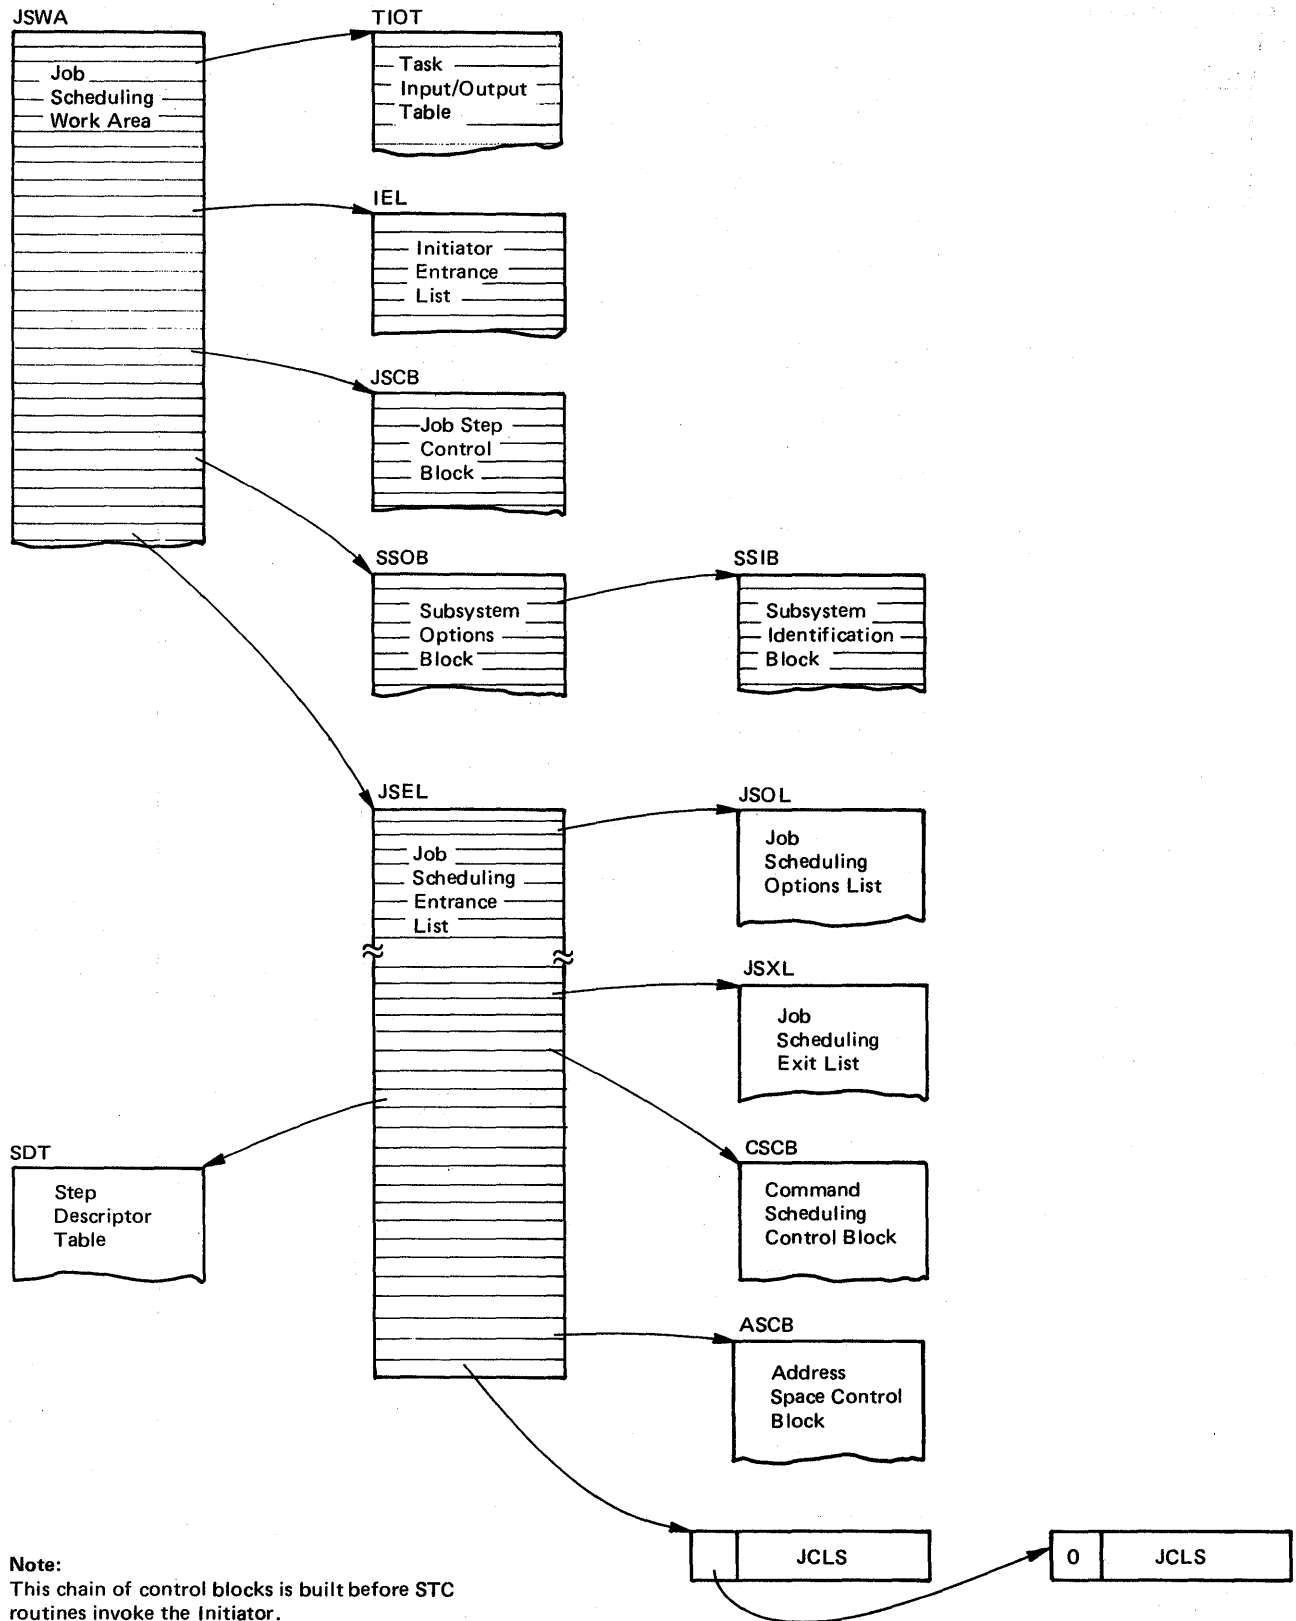 JSWA
Job
Scheduling
Work Area
TIOT
Task
Input/Output
Table
IEL
Initiator
Entrance
List
JSCB
Job Step
Control
Block
SSOB
Subsystem
Options
Block
SSIB
Subsystem
Identification
Block
JSEL
Job
Scheduling
Entrance
List
JSOL
Job
Scheduling
Options List
JSXL
Job
Scheduling
Exit List
SDT
Step
Descriptor
Table
CSCB
Command
Scheduling
Control Block
ASCB
Address
Space Control
Block
JCLS
0 JCLS
Note:
This chain of control blocks is built before STC
routines invoke the Initiator.